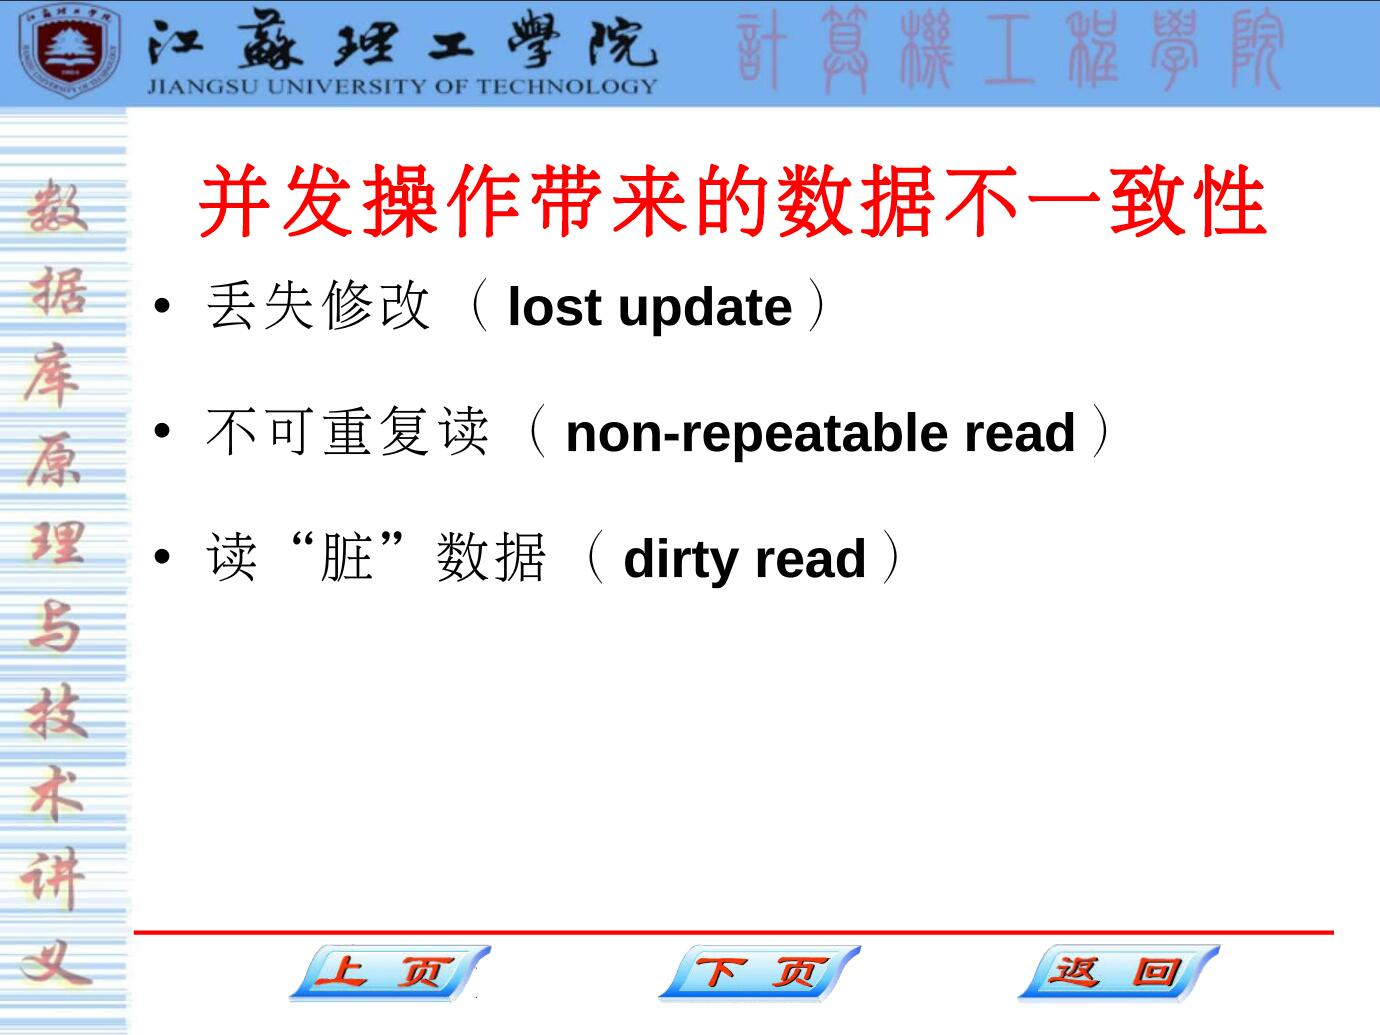 江蘇理工學院
JIANGSU UNIVERSITY OF TECHNOLOGY
計算機工程學院
数据库原理与技术讲义
并发操作带来的数据不一致性
• 丢失修改（lost update）
• 不可重复读（non-repeatable read）
• 读“脏”数据（dirty read）
上页
下页
返回